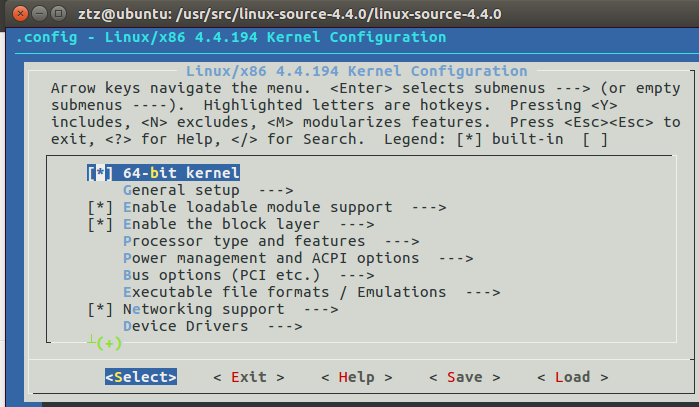 ztz@ubuntu: /usr/src/linux-source-4.4.0/linux-source-4.4.0
.config - Linux/x86 4.4.194 Kernel Configuration
Linux/x86 4.4.194 Kernel Configuration
Arrow keys navigate the menu. <Enter> selects submenus ---> (or empty
submenus ----). Highlighted letters are hotkeys. Pressing <Y>
includes, <N> excludes, <M> modularizes features. Press <Esc><Esc> to
exit, <?> for Help, </> for Search. Legend: [*] built-in [ ]
[*] 64-bit kernel
General setup --->
[*] Enable loadable module support --->
[*] Enable the block layer --->
Processor type and features --->
Power management and ACPI options --->
Bus options (PCI etc.) --->
Executable file formats / Emulations --->
[*] Networking support --->
Device Drivers --->
(+)
<Select> < Exit > < Help > < Save > < Load >